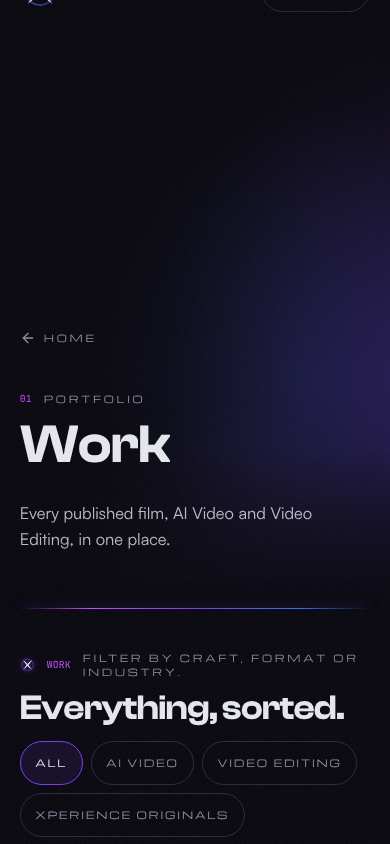 HOME
01 PORTFOLIO
Work
Every published film, AI Video and Video
Editing, in one place.
WORK FILTER BY CRAFT, FORMAT OR
INDUSTRY.
Everything, sorted.
ALL AI VIDEO VIDEO EDITING
XPERIENCE ORIGINALS